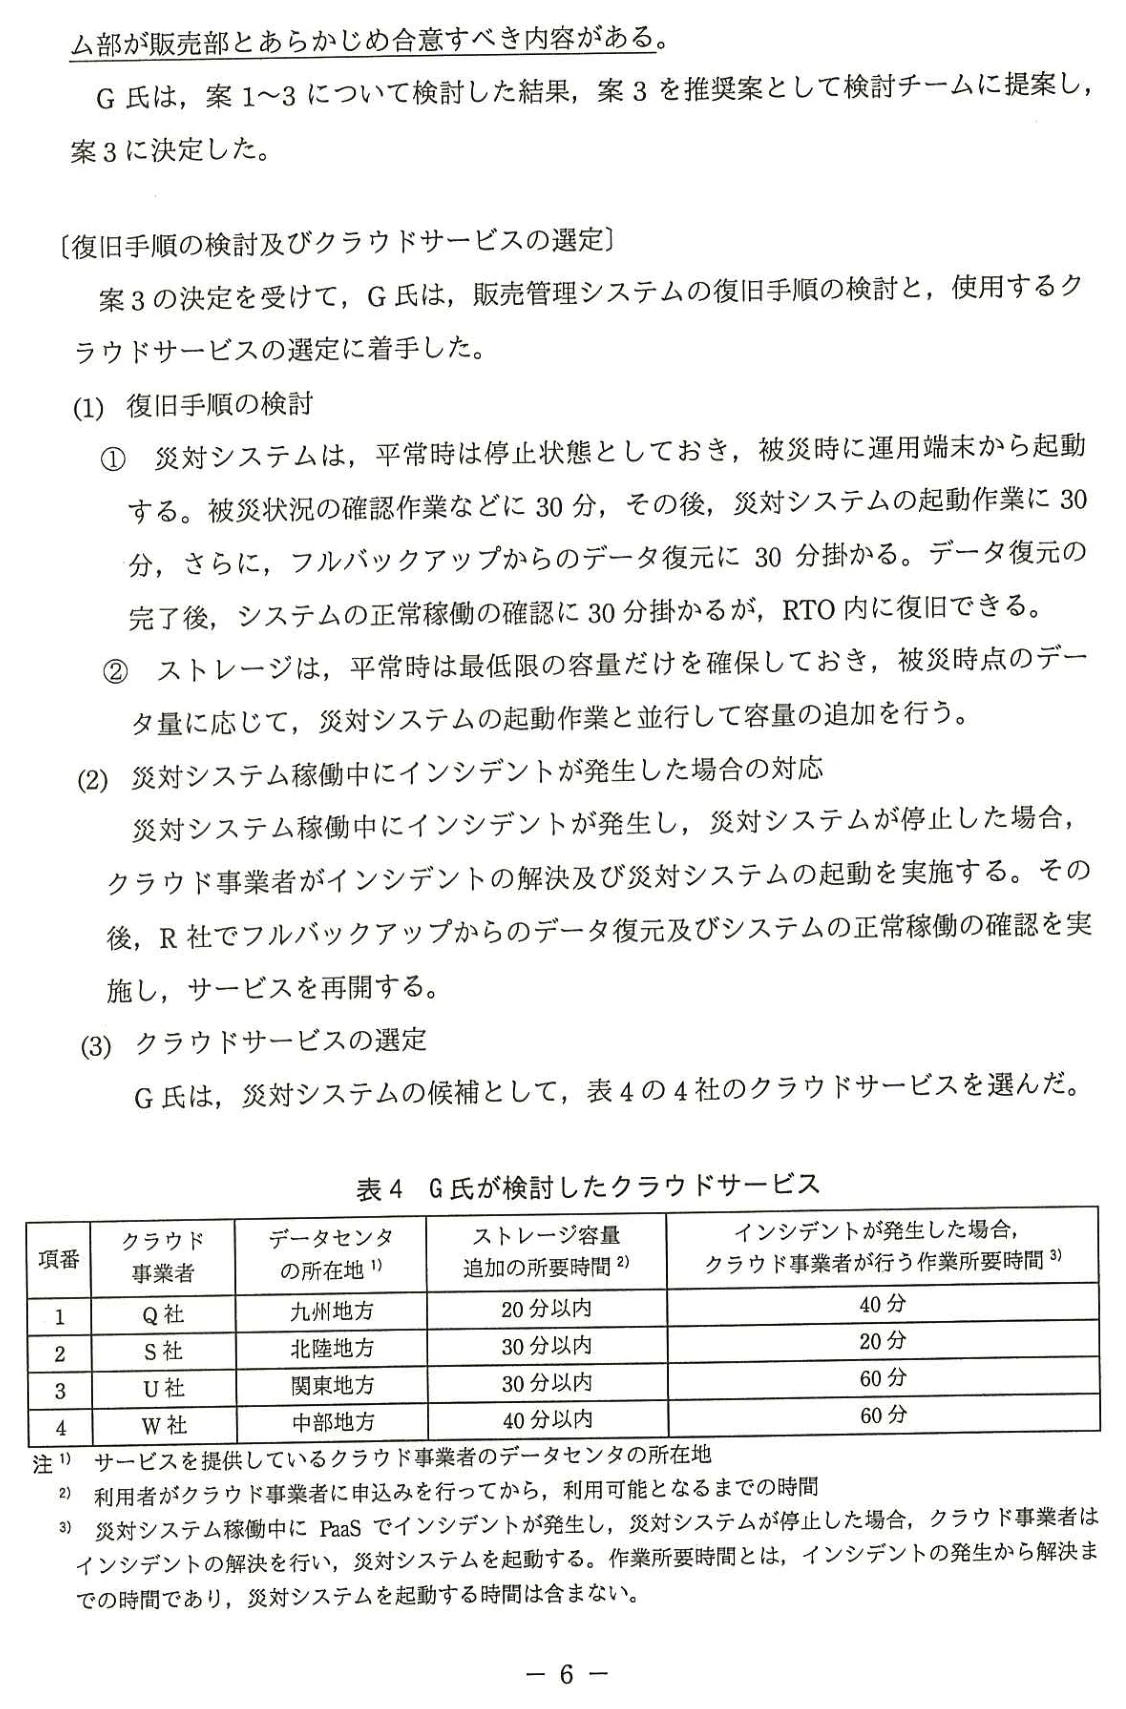 ム部が販売部とあらかじめ合意すべき内容がある。
G 氏は，案 1～3 について検討した結果，案 3 を推奨案として検討チームに提案し，
案 3 に決定した。
〔復旧手順の検討及びクラウドサービスの選定〕
案 3 の決定を受けて，G 氏は，販売管理システムの復旧手順の検討と，使用するク
ラウドサービスの選定に着手した。
(1) 復旧手順の検討
① 災対システムは，平常時は停止状態としておき，被災時に運用端末から起動
する。被災状況の確認作業などに 30 分，その後，災対システムの起動作業に 30
分，さらに，フルバックアップからのデータ復元に 30 分掛かる。データ復元の
完了後，システムの正常稼働の確認に 30 分掛かるが，RTO 内に復旧できる。
② ストレージは，平常時は最低限の容量だけを確保しておき，被災時点のデー
タ量に応じて，災対システムの起動作業と並行して容量の追加を行う。
(2) 災対システム稼働中にインシデントが発生した場合の対応
災対システム稼働中にインシデントが発生し，災対システムが停止した場合，
クラウド事業者がインシデントの解決及び災対システムの起動を実施する。その
後，R 社でフルバックアップからのデータ復元及びシステムの正常稼働の確認を実
施し，サービスを再開する。
(3) クラウドサービスの選定
G 氏は，災対システムの候補として，表 4 の 4 社のクラウドサービスを選んだ。
表 4 G 氏が検討したクラウドサービス
項番 クラウド事業者 データセンタの所在地 1) ストレージ容量追加の所要時間 2) インシデントが発生した場合，クラウド事業者が行う作業所要時間 3)
1 Q 社 九州地方 20 分以内 40 分
2 S 社 北陸地方 30 分以内 20 分
3 U 社 関東地方 30 分以内 60 分
4 W 社 中部地方 40 分以内 60 分
注 1) サービスを提供しているクラウド事業者のデータセンタの所在地
2) 利用者がクラウド事業者に申込みを行ってから，利用可能となるまでの時間
3) 災対システム稼働中に PaaS でインシデントが発生し，災対システムが停止した場合，クラウド事業者は
インシデントの解決を行い，災対システムを起動する。作業所要時間とは，インシデントの発生から解決ま
での時間であり，災対システムを起動する時間は含まない。
－ 6 －